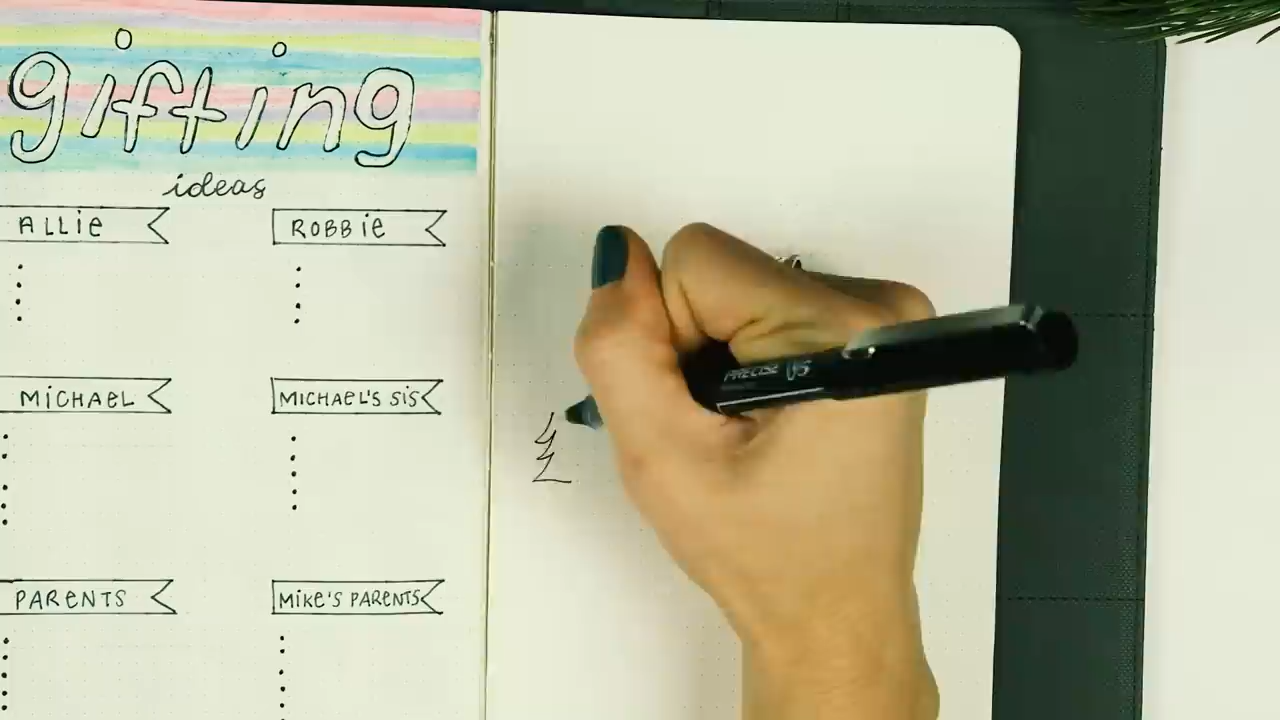 gifting
ideas
ALLiE ROBBiE
MiCHAEL MiCHAEL'S SiS
PARENTS MiKE'S PARENTS
PRECISE V5